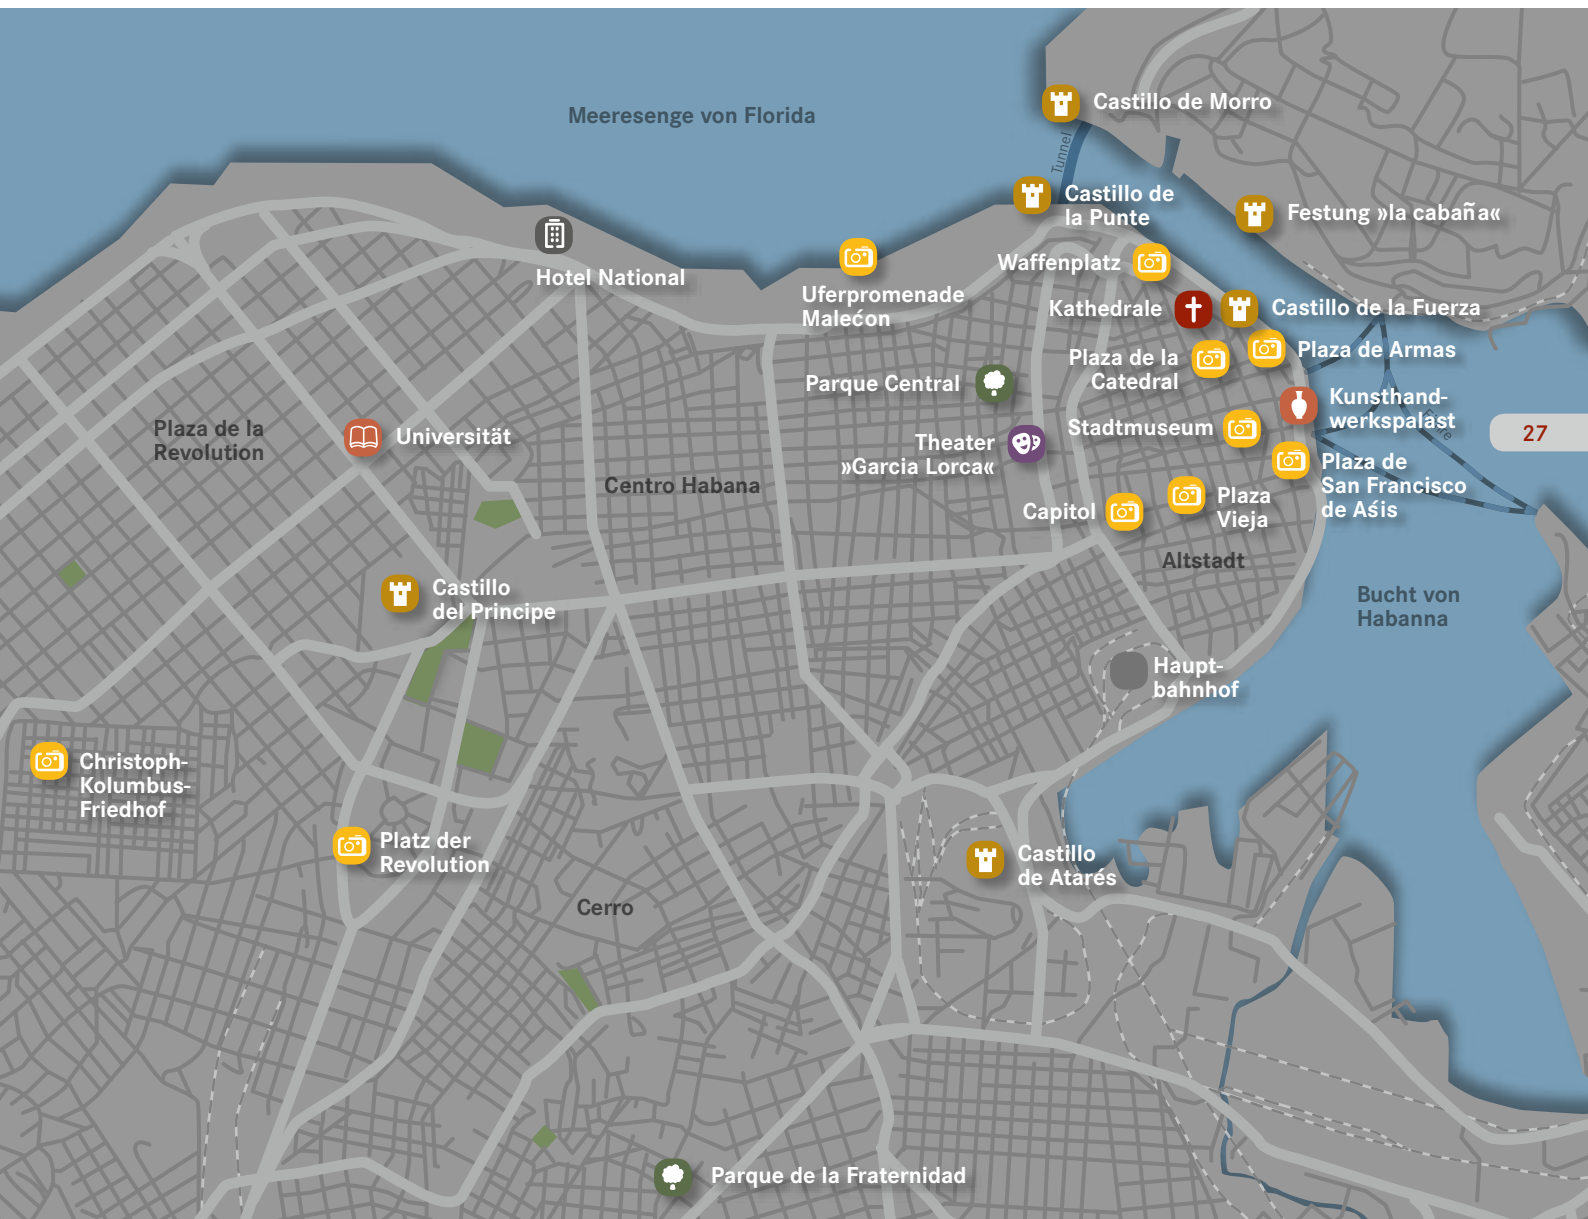 Meeresenge von Florida
Castillo de Morro
Tunnel
Castillo de
la Punte
Festung »la cabaña«
Waffenplatz
Hotel National
Uferpromenade
Malećon
Kathedrale
Castillo de la Fuerza
Plaza de la
Catedral
Plaza de Armas
Parque Central
Kunsthand-
werkspalast
27
Plaza de la
Revolution
Universität
Theater
»Garcia Lorca«
Stadtmuseum
Plaza de
San Francisco
de Aśis
Centro Habana
Capitol
Plaza
Vieja
Altstadt
Castillo
del Principe
Bucht von
Habanna
Haupt-
bahnhof
Christoph-
Kolumbus-
Friedhof
Platz der
Revolution
Castillo
de Atarés
Cerro
Parque de la Fraternidad